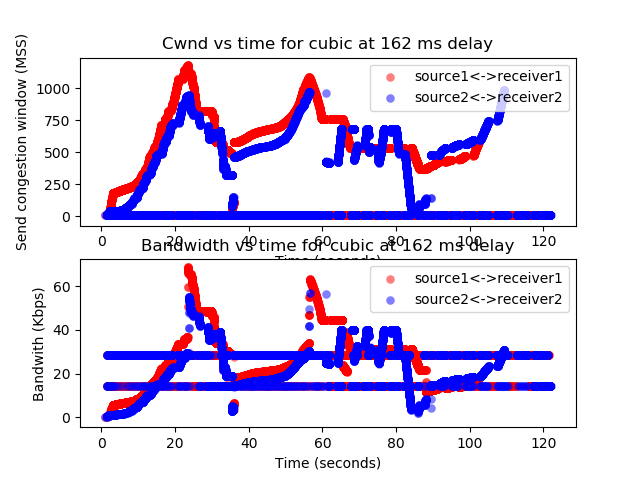 Cwnd vs time for cubic at 162 ms delay
Send congestion window (MSS)
1000
750
500
250
0
source1<->receiver1
source2<->receiver2
0 20 40 60 80 100 120
Time (seconds)
Bandwidth vs time for cubic at 162 ms delay
Bandwith (Kbps)
60
40
20
0
source1<->receiver1
source2<->receiver2
0 20 40 60 80 100 120
Time (seconds)